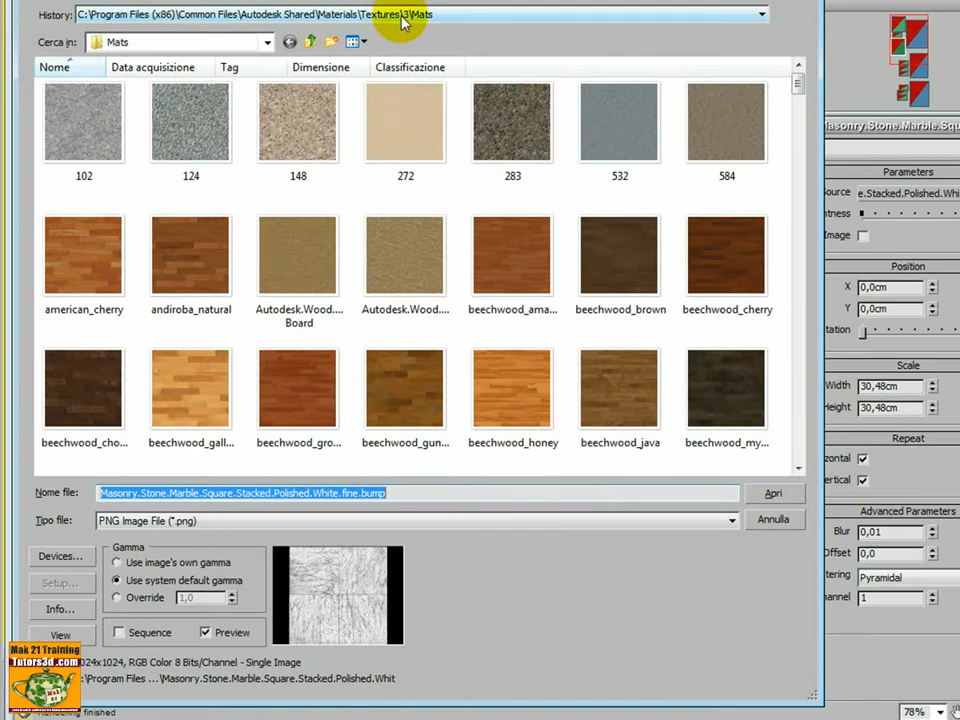 History: C:\Program Files (x86)\Common Files\Autodesk Shared\Materials\Textures\3\Mats
Cerca in: Mats
Nome Data acquisizione Tag Dimensione Classificazione
102 124 148 272 283 532 584
american_cherry andiroba_natural Autodesk.Wood.... Board Autodesk.Wood.... beechwood_ama... beechwood_brown beechwood_cherry
beechwood_cho... beechwood_gall... beechwood_gro... beechwood_gun... beechwood_honey beechwood_java beechwood_my...
Nome file: Masonry.Stone.Marble.Square.Stacked.Polished.White.fine.bump Apri
Tipo file: PNG Image File (*.png) Annulla
Devices...
Setup...
Info...
View
Gamma
Use image's own gamma
Use system default gamma
Override 1,0
Sequence Preview
24x1024, RGB Color 8 Bits/Channel - Single Image
:\Program Files ...\Masonry.Stone.Marble.Square.Stacked.Polished.Whit
Mak 21 Training
Tutors3d.com
Mak 21
Rendering finished
asonry.Stone.Marble.Square.
Parameters
Source e.Stacked.Polished.Whi
htness
Image
Position
X 0,0cm
Y 0,0cm
tation
Scale
Width 30,48cm
Height 30,48cm
Repeat
zontal
ertical
Advanced Parameters
Blur 0,01
Offset 0,0
tering Pyramidal
hannel 1
78%